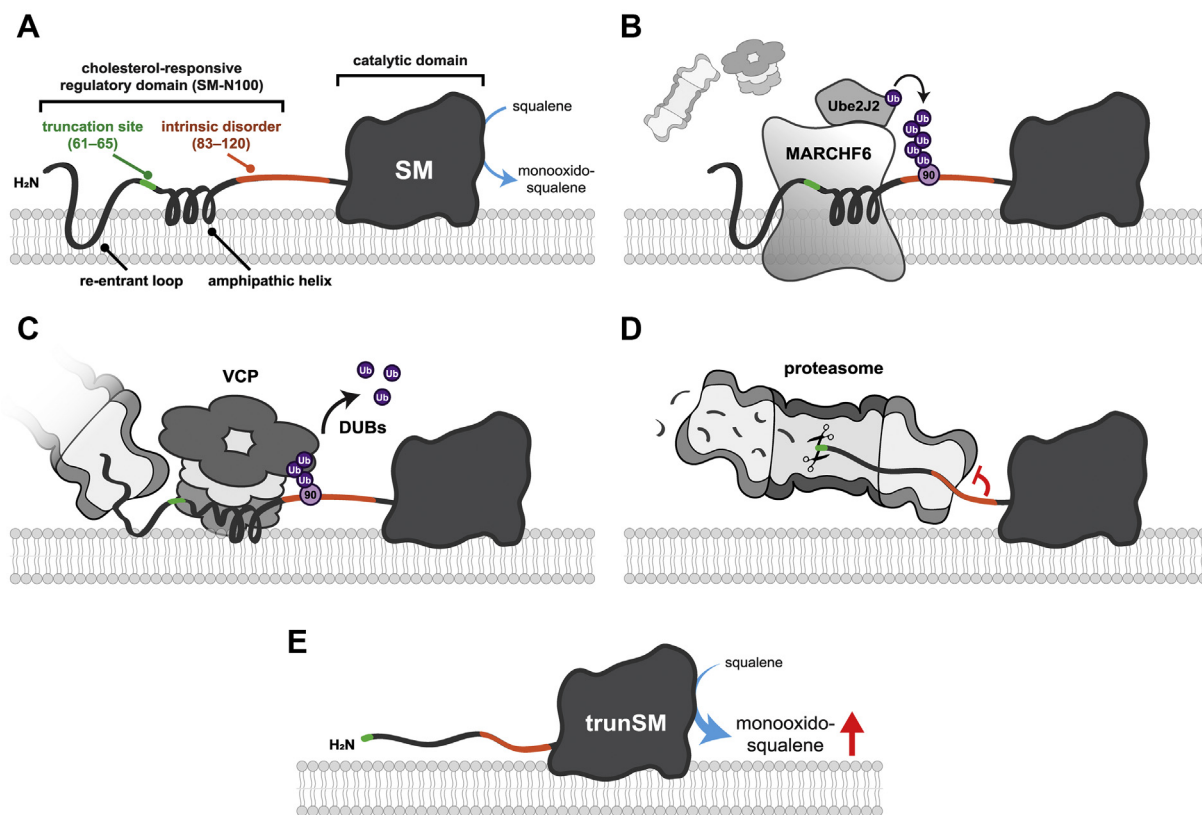 A
cholesterol-responsive
regulatory domain (SM-N100)
catalytic domain
truncation site
(61–65)
intrinsic disorder
(83–120)
H₂N
SM
squalene
monooxido-
squalene
re-entrant loop
amphipathic helix
B
Ube2J2
Ub
MARCHF6
Ub
Ub
Ub
Ub
Ub
90
C
VCP
Ub
Ub
Ub
DUBs
Ub
Ub
Ub
90
D
proteasome
E
H₂N
trunSM
squalene
monooxido-
squalene